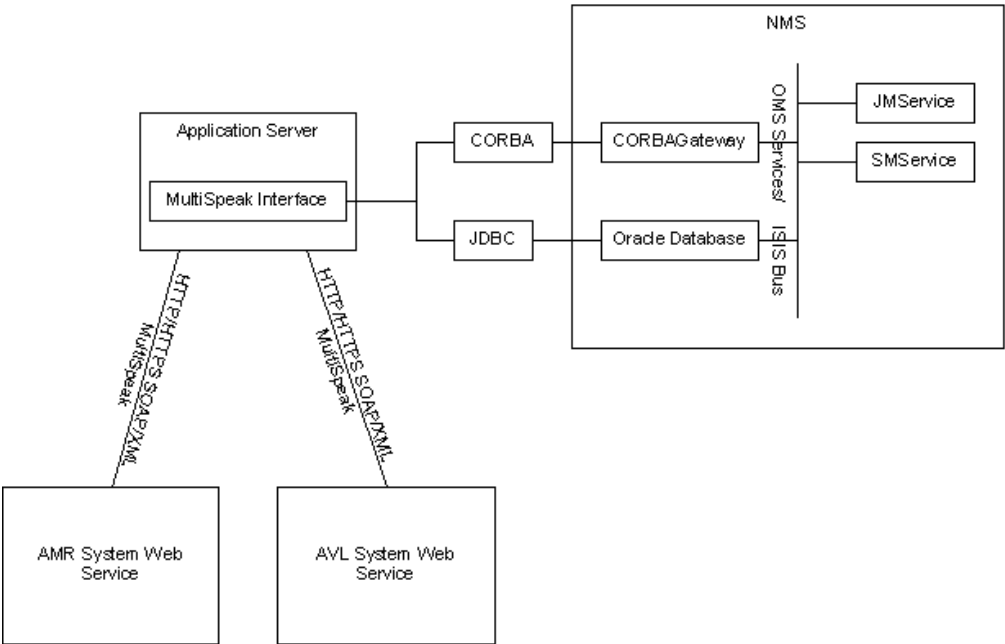 NMS
Application Server
MultiSpeak Interface
CORBA
JDBC
CORBAGateway
Oracle Database
OMS Services/
ISIS Bus
JMService
SMService
HTTP/HTTPS SOAP/XML
MultiSpeak
HTTP/HTTPS SOAP/XML
MultiSpeak
AMR System Web
Service
AVL System Web
Service